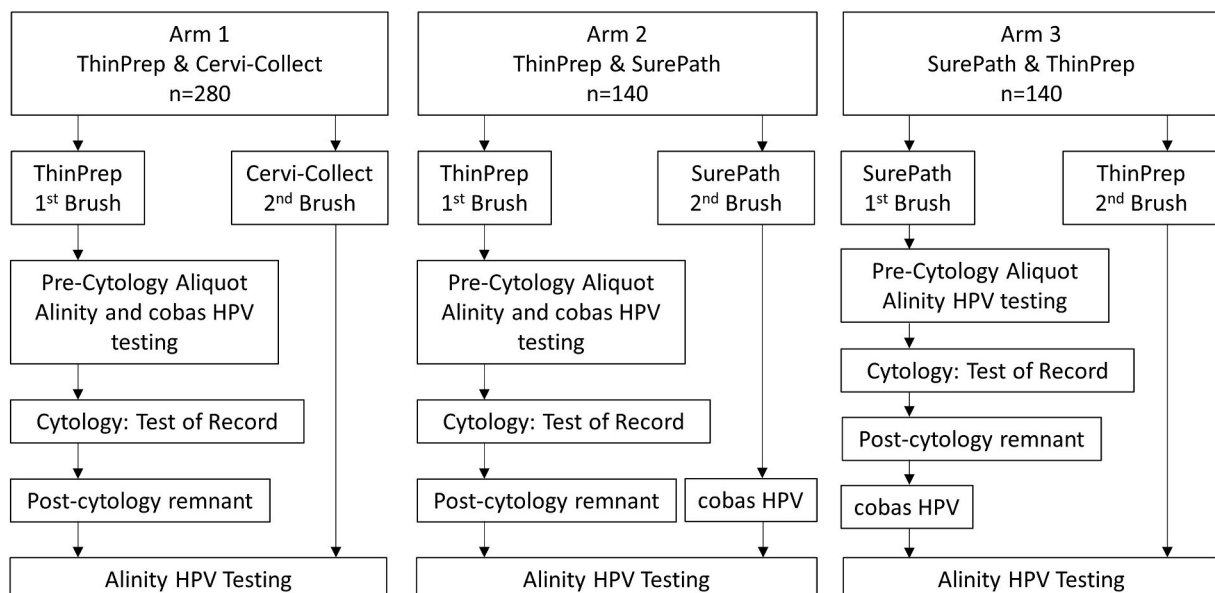 Arm 1
ThinPrep & Cervi-Collect
n=280
ThinPrep
1st Brush
Cervi-Collect
2nd Brush
Pre-Cytology Aliquot
Alinity and cobas HPV
testing
Cytology: Test of Record
Post-cytology remnant
Alinity HPV Testing
Arm 2
ThinPrep & SurePath
n=140
ThinPrep
1st Brush
SurePath
2nd Brush
Pre-Cytology Aliquot
Alinity and cobas HPV
testing
Cytology: Test of Record
Post-cytology remnant
cobas HPV
Alinity HPV Testing
Arm 3
SurePath & ThinPrep
n=140
SurePath
1st Brush
ThinPrep
2nd Brush
Pre-Cytology Aliquot
Alinity HPV testing
Cytology: Test of Record
Post-cytology remnant
cobas HPV
Alinity HPV Testing